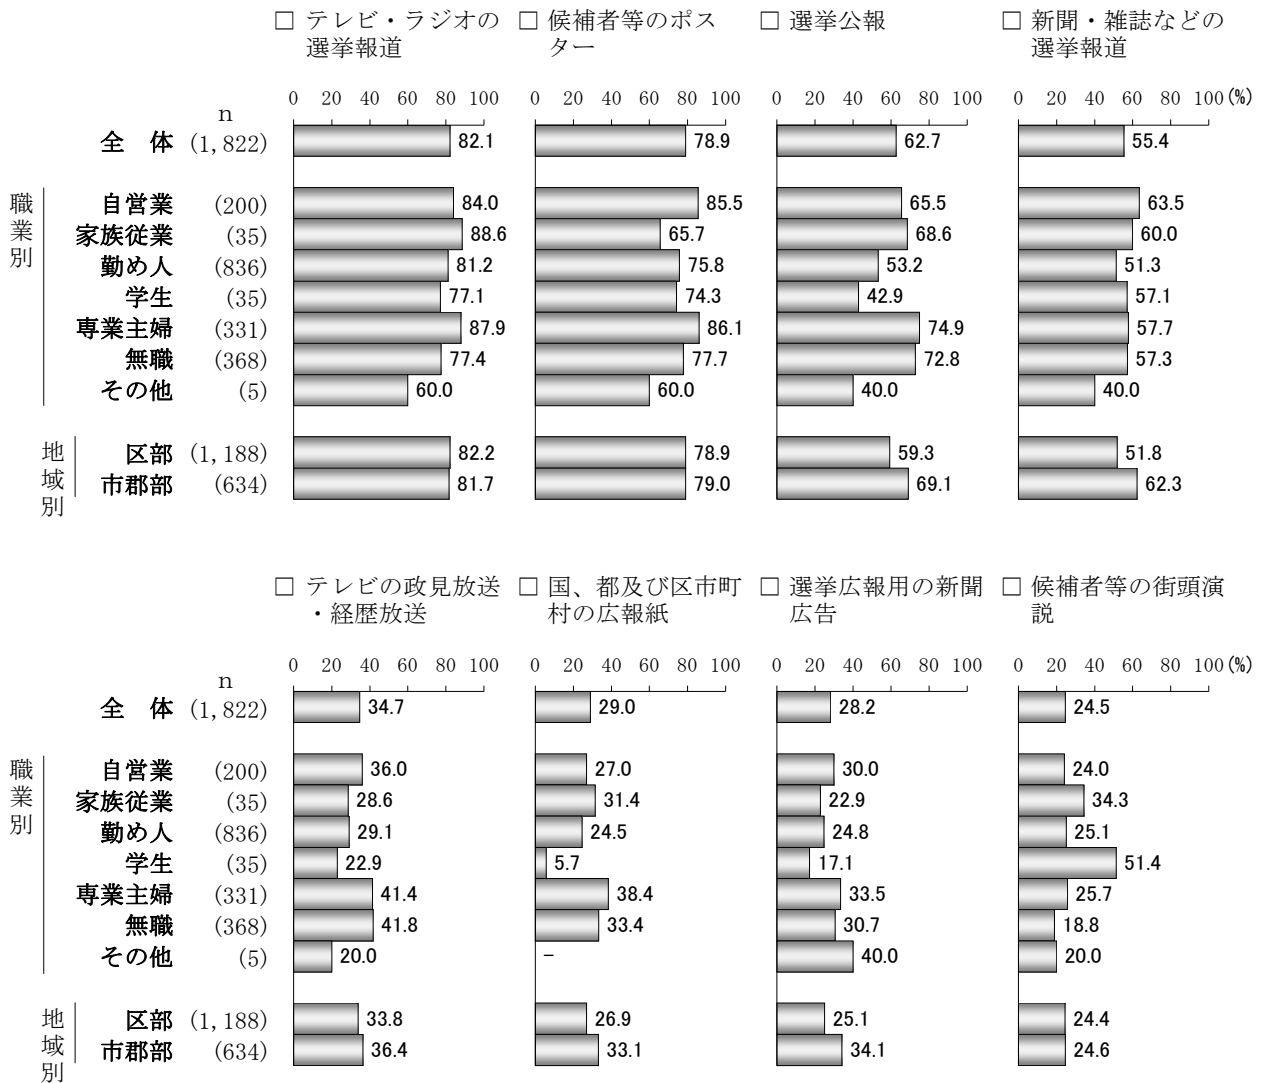 □ テレビ・ラジオの選挙報道
□ 候補者等のポスター
□ 選挙公報
□ 新聞・雑誌などの選挙報道
n 0 20 40 60 80 100 0 20 40 60 80 100 0 20 40 60 80 100 0 20 40 60 80 100(%)
全 体 (1,822) 82.1 78.9 62.7 55.4
職業別
自営業 (200) 84.0 85.5 65.5 63.5
家族従業 (35) 88.6 65.7 68.6 60.0
勤め人 (836) 81.2 75.8 53.2 51.3
学生 (35) 77.1 74.3 42.9 57.1
専業主婦 (331) 87.9 86.1 74.9 57.7
無職 (368) 77.4 77.7 72.8 57.3
その他 (5) 60.0 60.0 40.0 40.0
地域別
区部 (1,188) 82.2 78.9 59.3 51.8
市郡部 (634) 81.7 79.0 69.1 62.3
□ テレビの政見放送・経歴放送
□ 国、都及び区市町村の広報紙
□ 選挙広報用の新聞広告
□ 候補者等の街頭演説
n 0 20 40 60 80 100 0 20 40 60 80 100 0 20 40 60 80 100 0 20 40 60 80 100(%)
全 体 (1,822) 34.7 29.0 28.2 24.5
職業別
自営業 (200) 36.0 27.0 30.0 24.0
家族従業 (35) 28.6 31.4 22.9 34.3
勤め人 (836) 29.1 24.5 24.8 25.1
学生 (35) 22.9 5.7 17.1 51.4
専業主婦 (331) 41.4 38.4 33.5 25.7
無職 (368) 41.8 33.4 30.7 18.8
その他 (5) 20.0 − 40.0 20.0
地域別
区部 (1,188) 33.8 26.9 25.1 24.4
市郡部 (634) 36.4 33.1 34.1 24.6